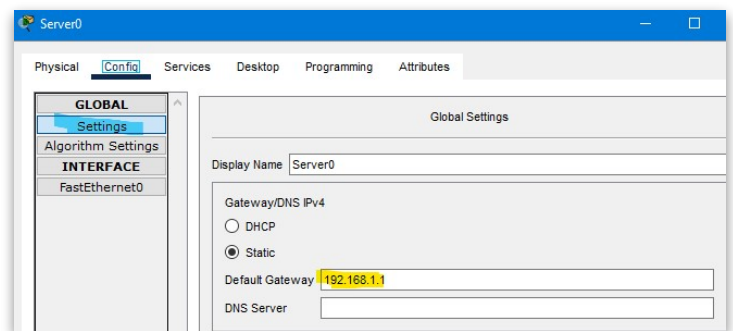 Server0
Physical Config Services Desktop Programming Attributes
GLOBAL
Settings
Algorithm Settings
INTERFACE
FastEthernet0
Global Settings
Display Name Server0
Gateway/DNS IPv4
DHCP
Static
Default Gateway 192.168.1.1
DNS Server